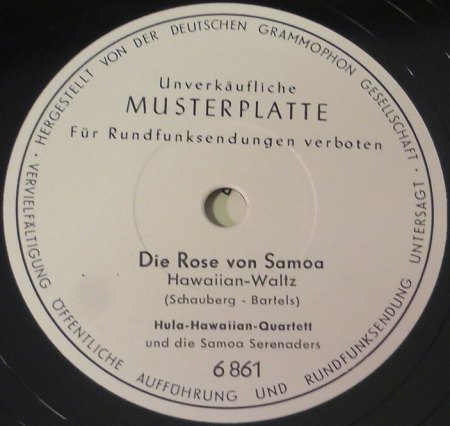 HERGESTELLT VON DER DEUTSCHEN GRAMMOPHON GESELLSCHAFT · VERVIELFÄLTIGUNG ÖFFENTLICHE AUFFÜHRUNG UND RUNDFUNKSENDUNG UNTERSAGT ·
Unverkäufliche
MUSTERPLATTE
Für Rundfunksendungen verboten
Die Rose von Samoa
Hawaiian-Waltz
(Schauberg - Bartels)
Hula-Hawaiian-Quartett
und die Samoa Serenaders
6 861